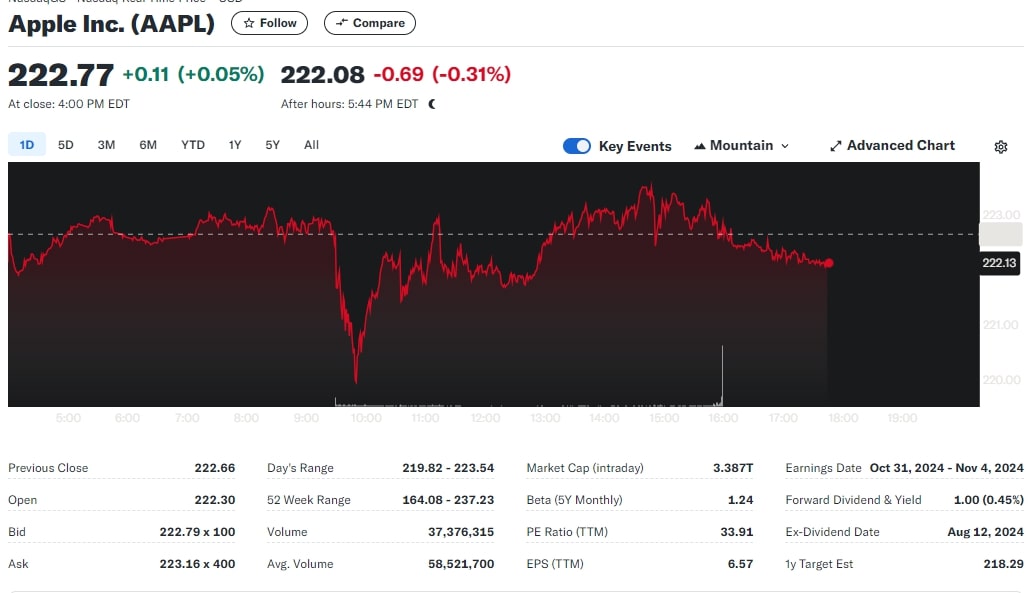 NasdaqGS - Nasdaq Real Time Price • USD
Apple Inc. (AAPL) Follow Compare
222.77 +0.11 (+0.05%) 222.08 -0.69 (-0.31%)
At close: 4:00 PM EDT After hours: 5:44 PM EDT
1D 5D 3M 6M YTD 1Y 5Y All Key Events Mountain Advanced Chart
223.00
222.13
221.00
220.00
5:00 6:00 7:00 8:00 9:00 10:00 11:00 12:00 13:00 14:00 15:00 16:00 17:00 18:00 19:00
Previous Close 222.66 Day's Range 219.82 - 223.54 Market Cap (intraday) 3.387T Earnings Date Oct 31, 2024 - Nov 4, 2024
Open 222.30 52 Week Range 164.08 - 237.23 Beta (5Y Monthly) 1.24 Forward Dividend & Yield 1.00 (0.45%)
Bid 222.79 x 100 Volume 37,376,315 PE Ratio (TTM) 33.91 Ex-Dividend Date Aug 12, 2024
Ask 223.16 x 400 Avg. Volume 58,521,700 EPS (TTM) 6.57 1y Target Est 218.29